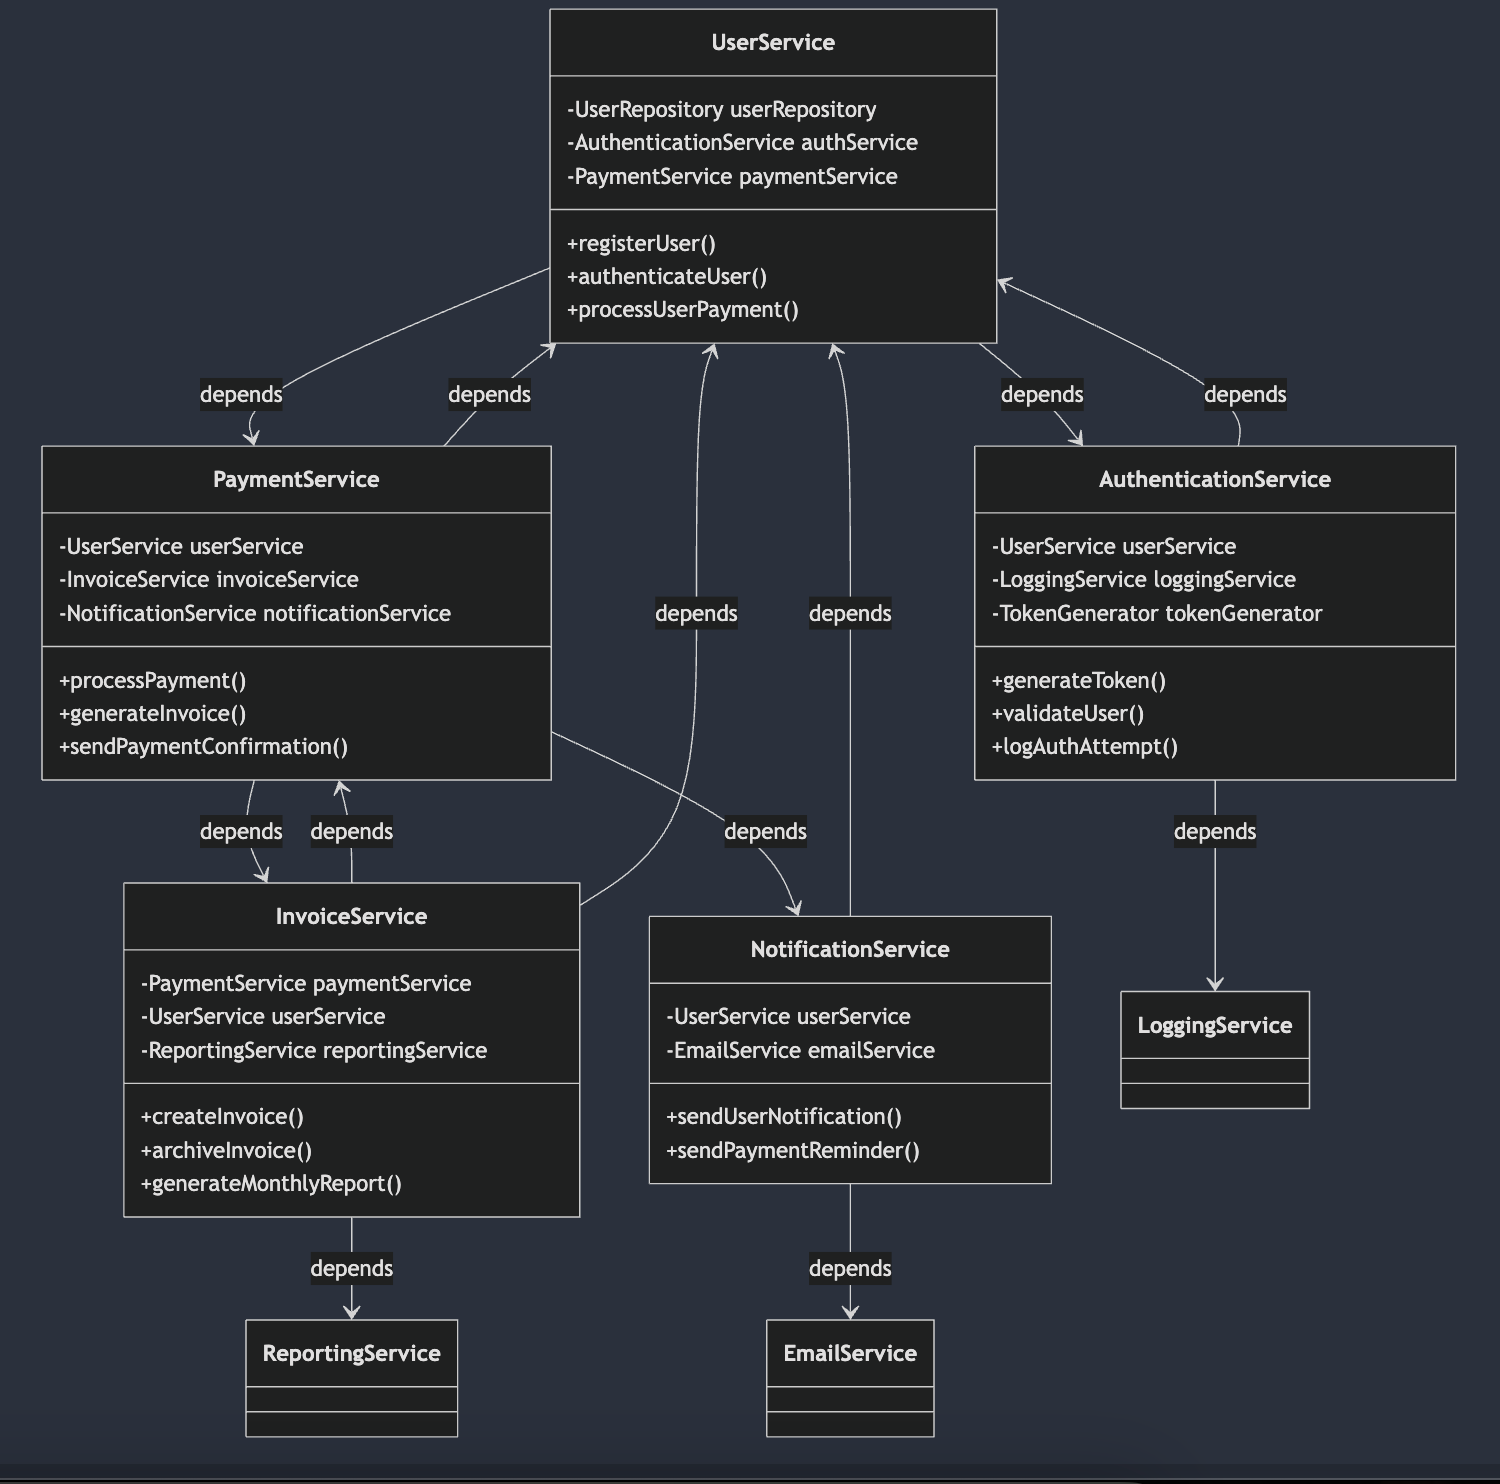 UserService
-UserRepository userRepository
-AuthenticationService authService
-PaymentService paymentService
+registerUser()
+authenticateUser()
+processUserPayment()
depends
depends
depends
depends
PaymentService
-UserService userService
-InvoiceService invoiceService
-NotificationService notificationService
+processPayment()
+generateInvoice()
+sendPaymentConfirmation()
depends
depends
AuthenticationService
-UserService userService
-LoggingService loggingService
-TokenGenerator tokenGenerator
+generateToken()
+validateUser()
+logAuthAttempt()
depends
depends
depends
depends
InvoiceService
-PaymentService paymentService
-UserService userService
-ReportingService reportingService
+createInvoice()
+archiveInvoice()
+generateMonthlyReport()
NotificationService
-UserService userService
-EmailService emailService
+sendUserNotification()
+sendPaymentReminder()
LoggingService
depends
depends
ReportingService
EmailService